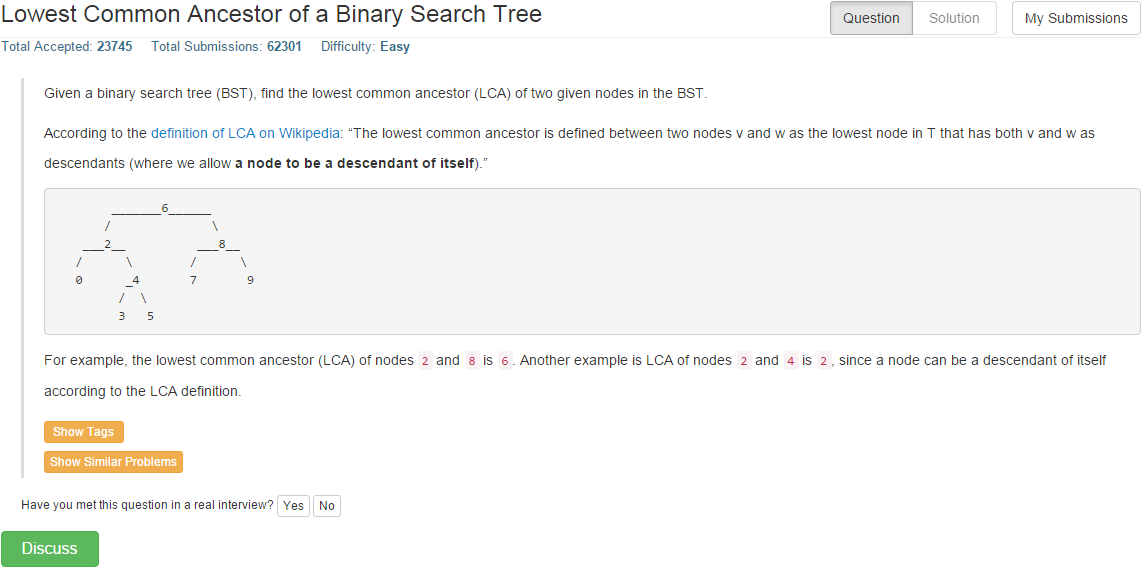 Lowest Common Ancestor of a Binary Search Tree
Question Solution My Submissions
Total Accepted: 23745 Total Submissions: 62301 Difficulty: Easy
Given a binary search tree (BST), find the lowest common ancestor (LCA) of two given nodes in the BST.
According to the definition of LCA on Wikipedia: “The lowest common ancestor is defined between two nodes v and w as the lowest node in T that has both v and w as
descendants (where we allow a node to be a descendant of itself).”
_______6______
/ \
___2__ ___8__
/ \ / \
0 _4 7 9
/ \
3 5
For example, the lowest common ancestor (LCA) of nodes 2 and 8 is 6. Another example is LCA of nodes 2 and 4 is 2, since a node can be a descendant of itself
according to the LCA definition.
Show Tags
Show Similar Problems
Have you met this question in a real interview? Yes No
Discuss